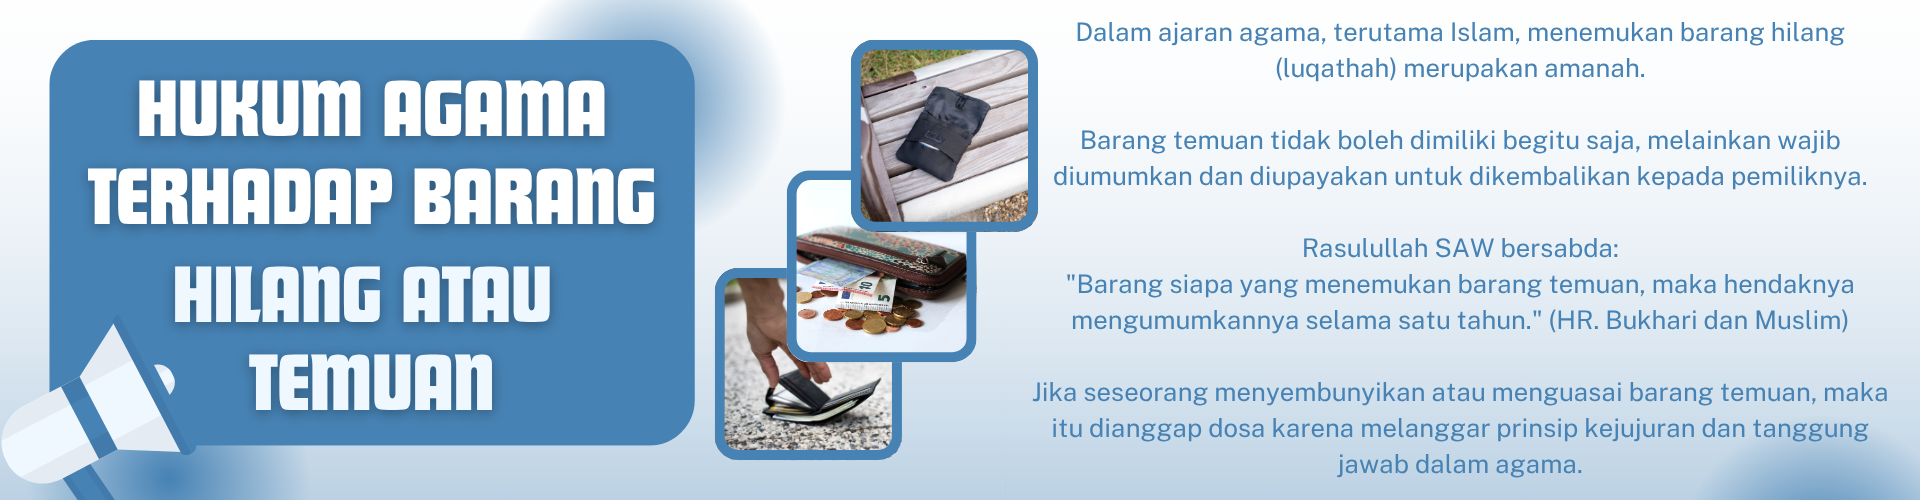 HUKUM AGAMA
TERHADAP BARANG
HILANG ATAU
TEMUAN
Dalam ajaran agama, terutama Islam, menemukan barang hilang
(luqathah) merupakan amanah.
Barang temuan tidak boleh dimiliki begitu saja, melainkan wajib
diumumkan dan diupayakan untuk dikembalikan kepada pemiliknya.
Rasulullah SAW bersabda:
"Barang siapa yang menemukan barang temuan, maka hendaknya
mengumumkannya selama satu tahun." (HR. Bukhari dan Muslim)
Jika seseorang menyembunyikan atau menguasai barang temuan, maka
itu dianggap dosa karena melanggar prinsip kejujuran dan tanggung
jawab dalam agama.